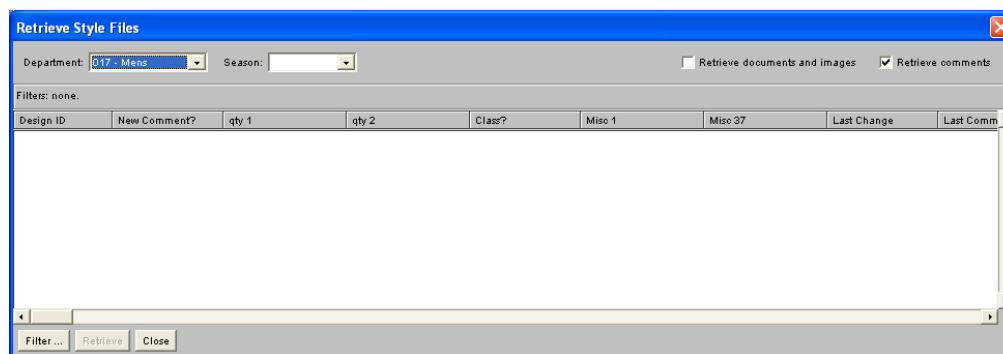 Retrieve Style Files
Department: 017 - Mens Season: Retrieve documents and images Retrieve comments
Filters: none.
Design ID New Comment? qty 1 qty 2 Class? Misc 1 Misc 37 Last Change Last Comm
Filter ... Retrieve Close